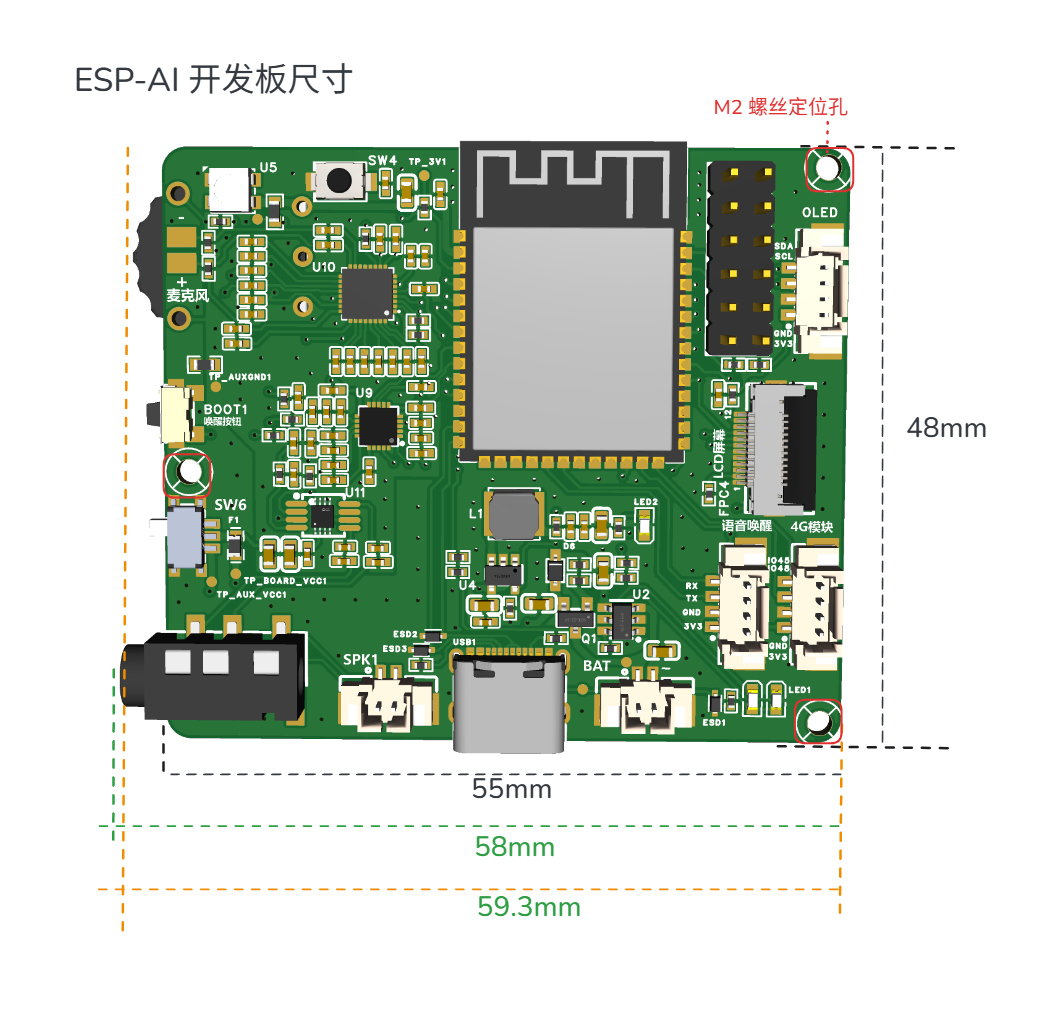 ESP-AI 开发板尺寸
M2 螺丝定位孔
U5
SW4
TP_3V1
OLED
-
SDA
SCL
U10
+
麦克风
GND
3V3
TP_AUXGND1
U9
BOOT1
唤醒按钮
12
LCD屏幕
48mm
1
FPC4
U11
SW6
F1
L1
LED2
语音唤醒
4G模块
D6
IO45
IO48
U4
TP_BOARD_VCC1
TP_AUX_VCC1
RX
TX
GND
3V3
U2
ESD2
ESD3
USB1
Q1
GND
3V3
SPK1
BAT
-
LED1
ESD1
55mm
58mm
59.3mm